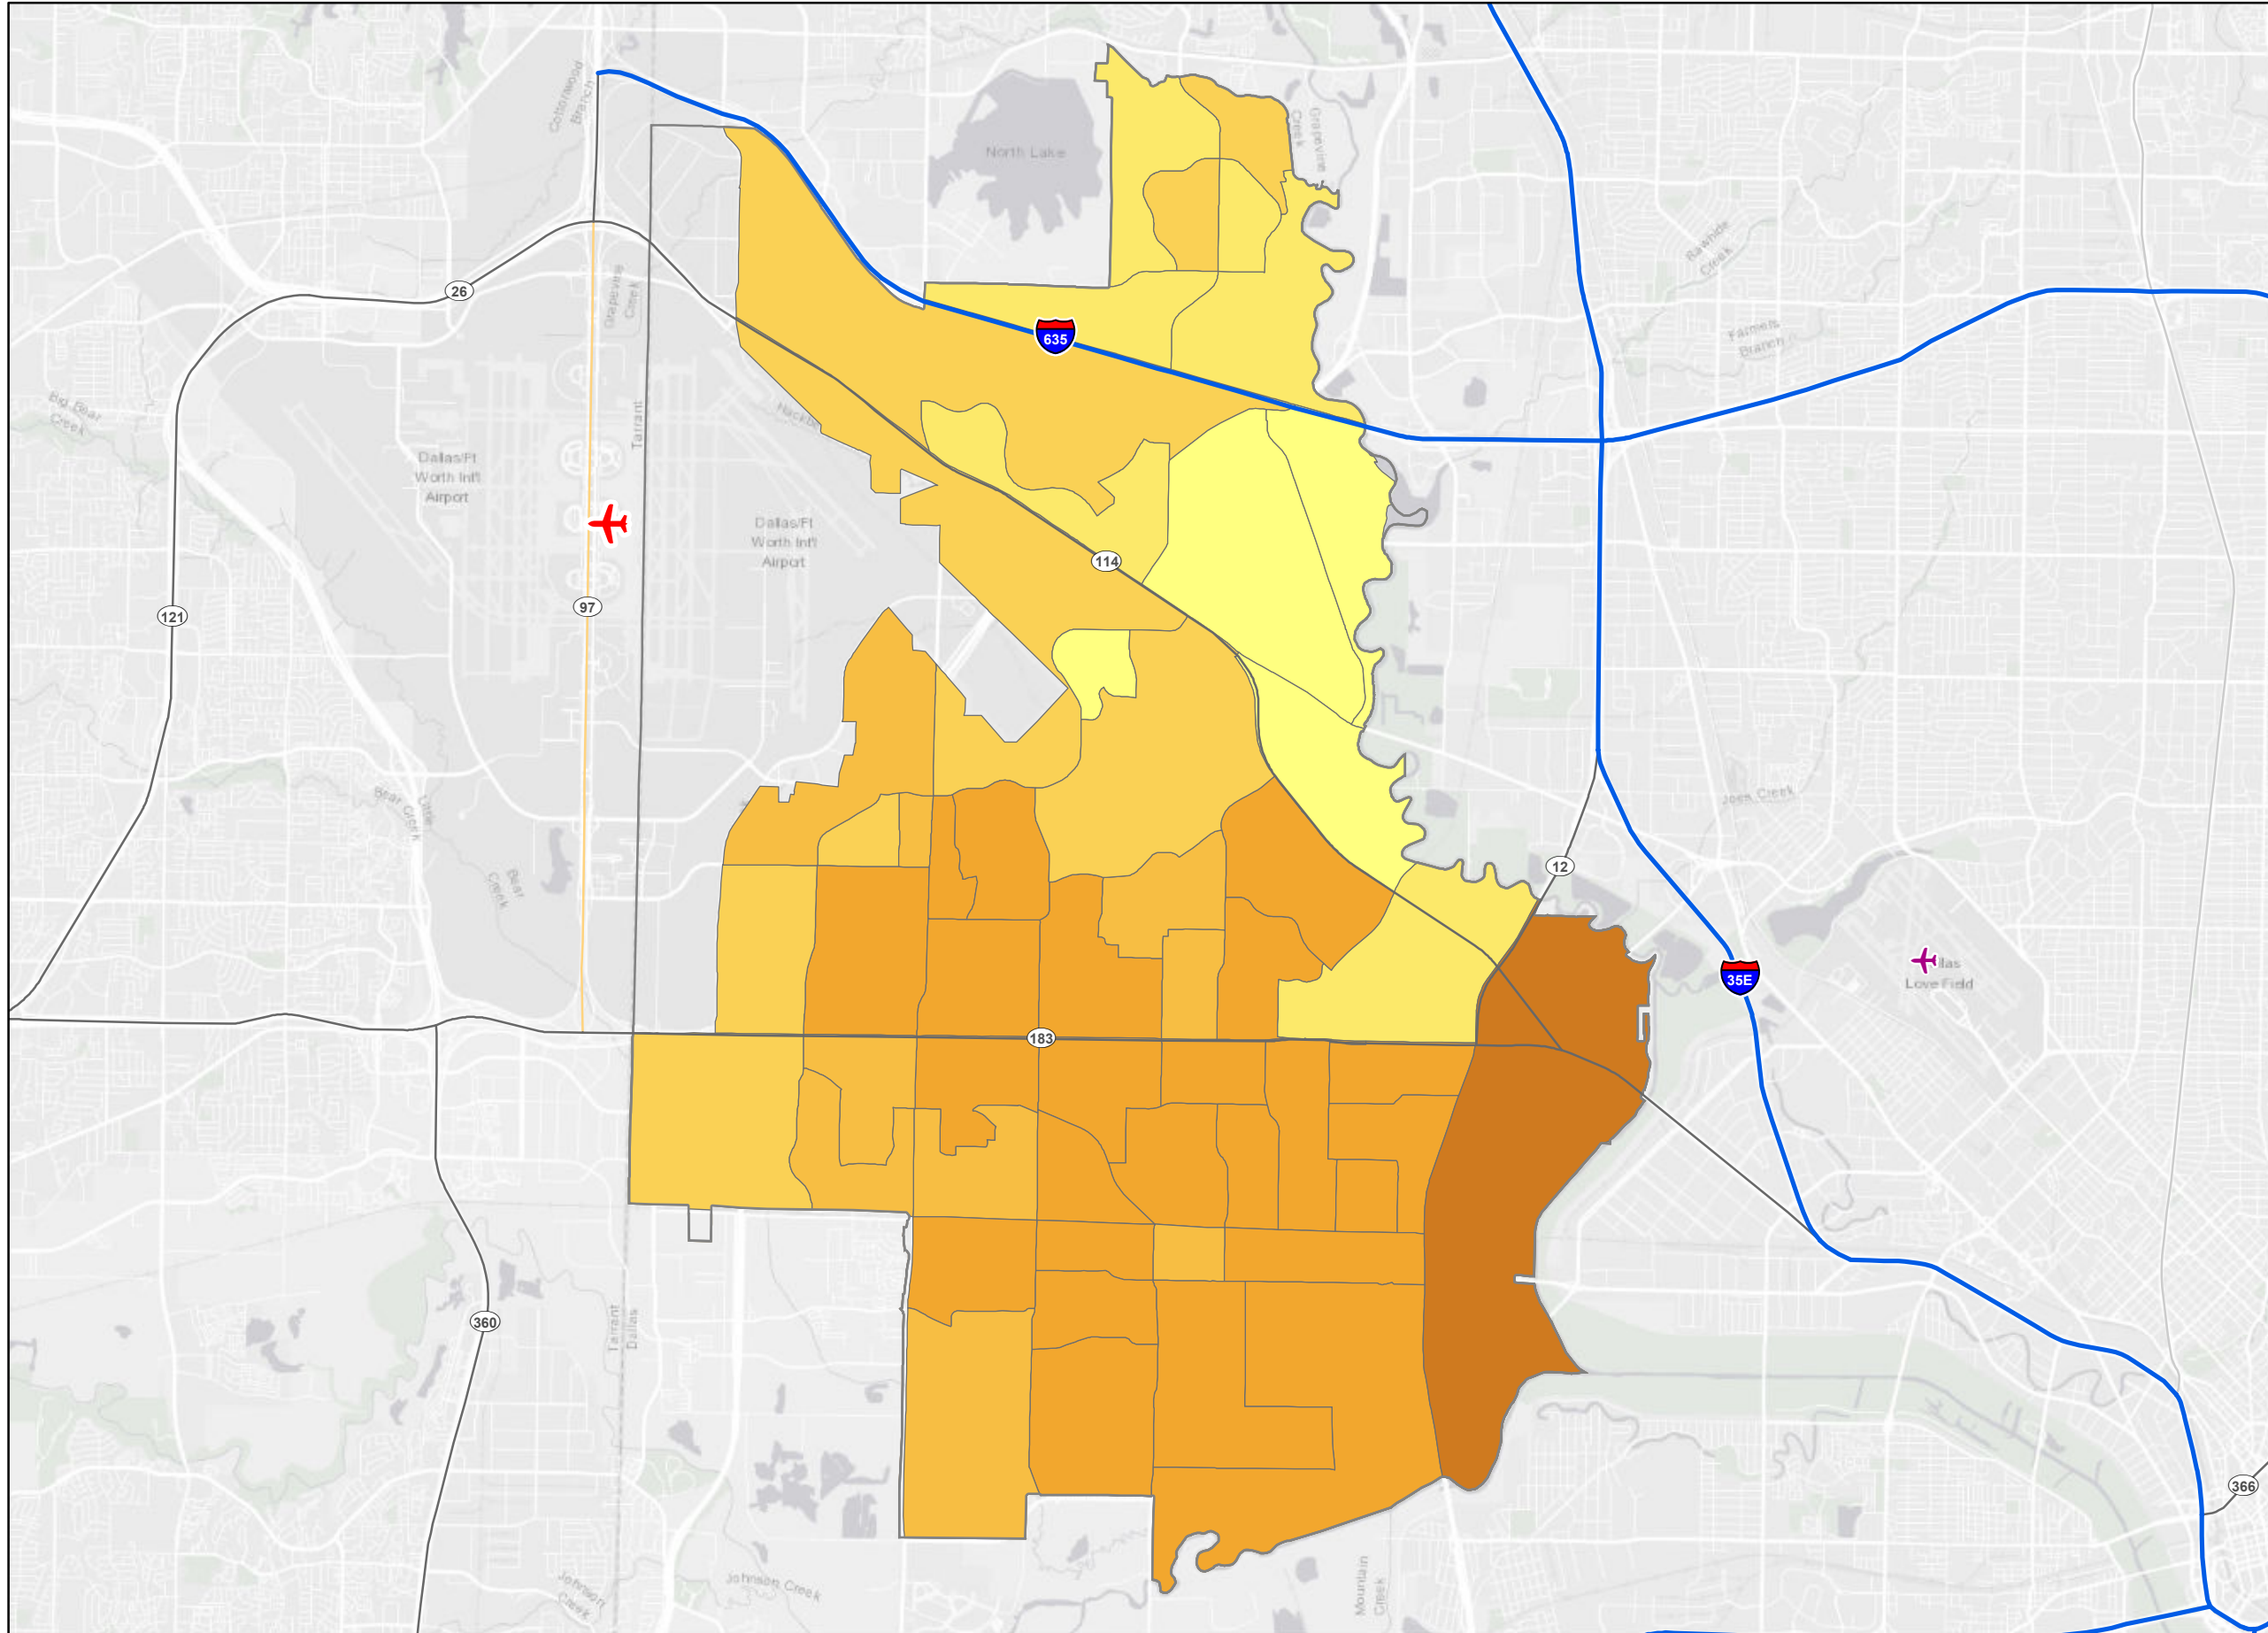 Cottonwood
Branch
North Lake
Grapevine
Creek
Rawhide
Creek
26
Grapevine
Creek
635
Farmers
Branch
Tarrant
Big Bear
Creek
Dallas/Ft
Worth Int'l
Airport
Dallas/Ft
Worth Int'l
Airport
114
97
121
Joes Creek
Little
Bear Creek
Bear
Creek
12
Love Field
35E
183
Tarrant
Dallas
360
366
Johnson Creek
Johnson
Creek
Mountain
Creek